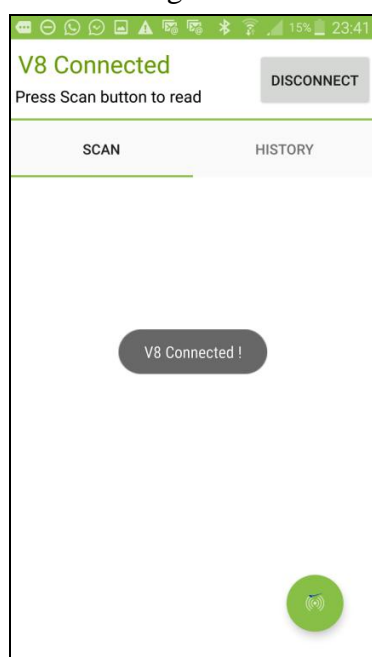 15% 23:41
V8 Connected
Press Scan button to read
DISCONNECT
SCAN HISTORY
V8 Connected !